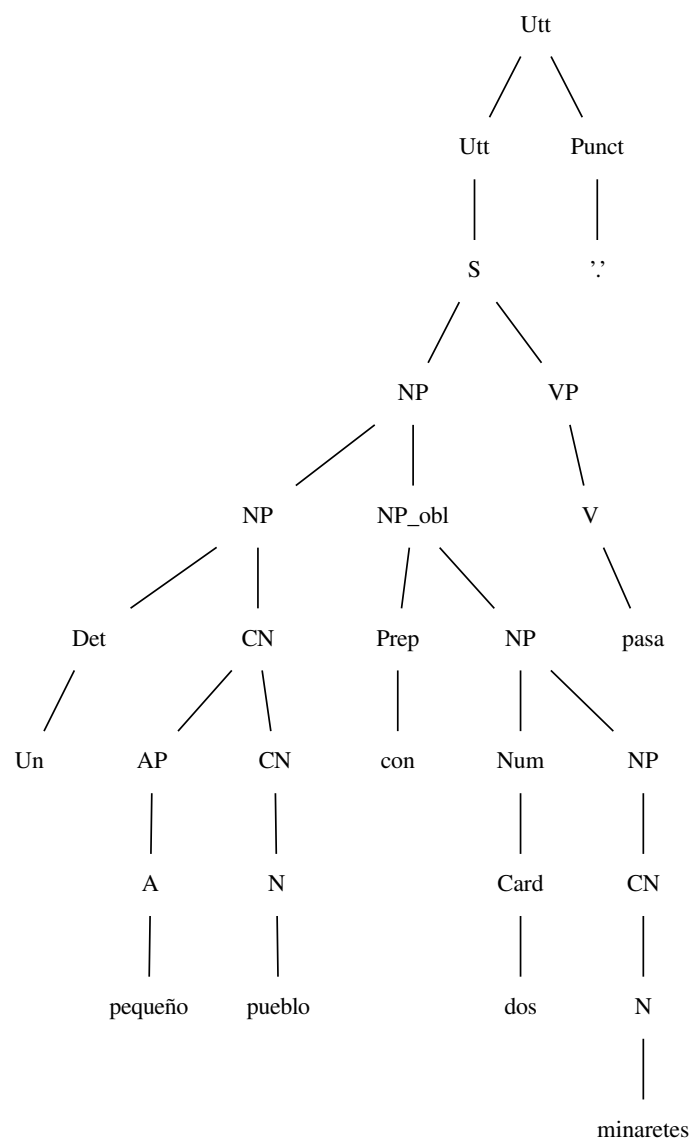 Utt
Utt Punct
S '.'
NP VP
NP NP_obl V
Det CN Prep NP pasa
Un AP CN con Num NP
A N Card CN
pequeño pueblo dos N
minaretes